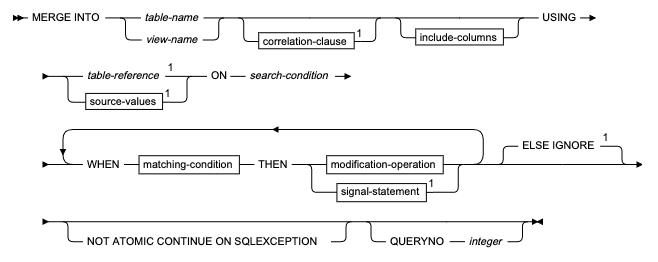 MERGE INTO table-name USING
view-name correlation-clause 1 include-columns
table-reference 1 ON search-condition
source-values 1
ELSE IGNORE 1
WHEN matching-condition THEN modification-operation
signal-statement 1
NOT ATOMIC CONTINUE ON SQLEXCEPTION QUERYNO integer